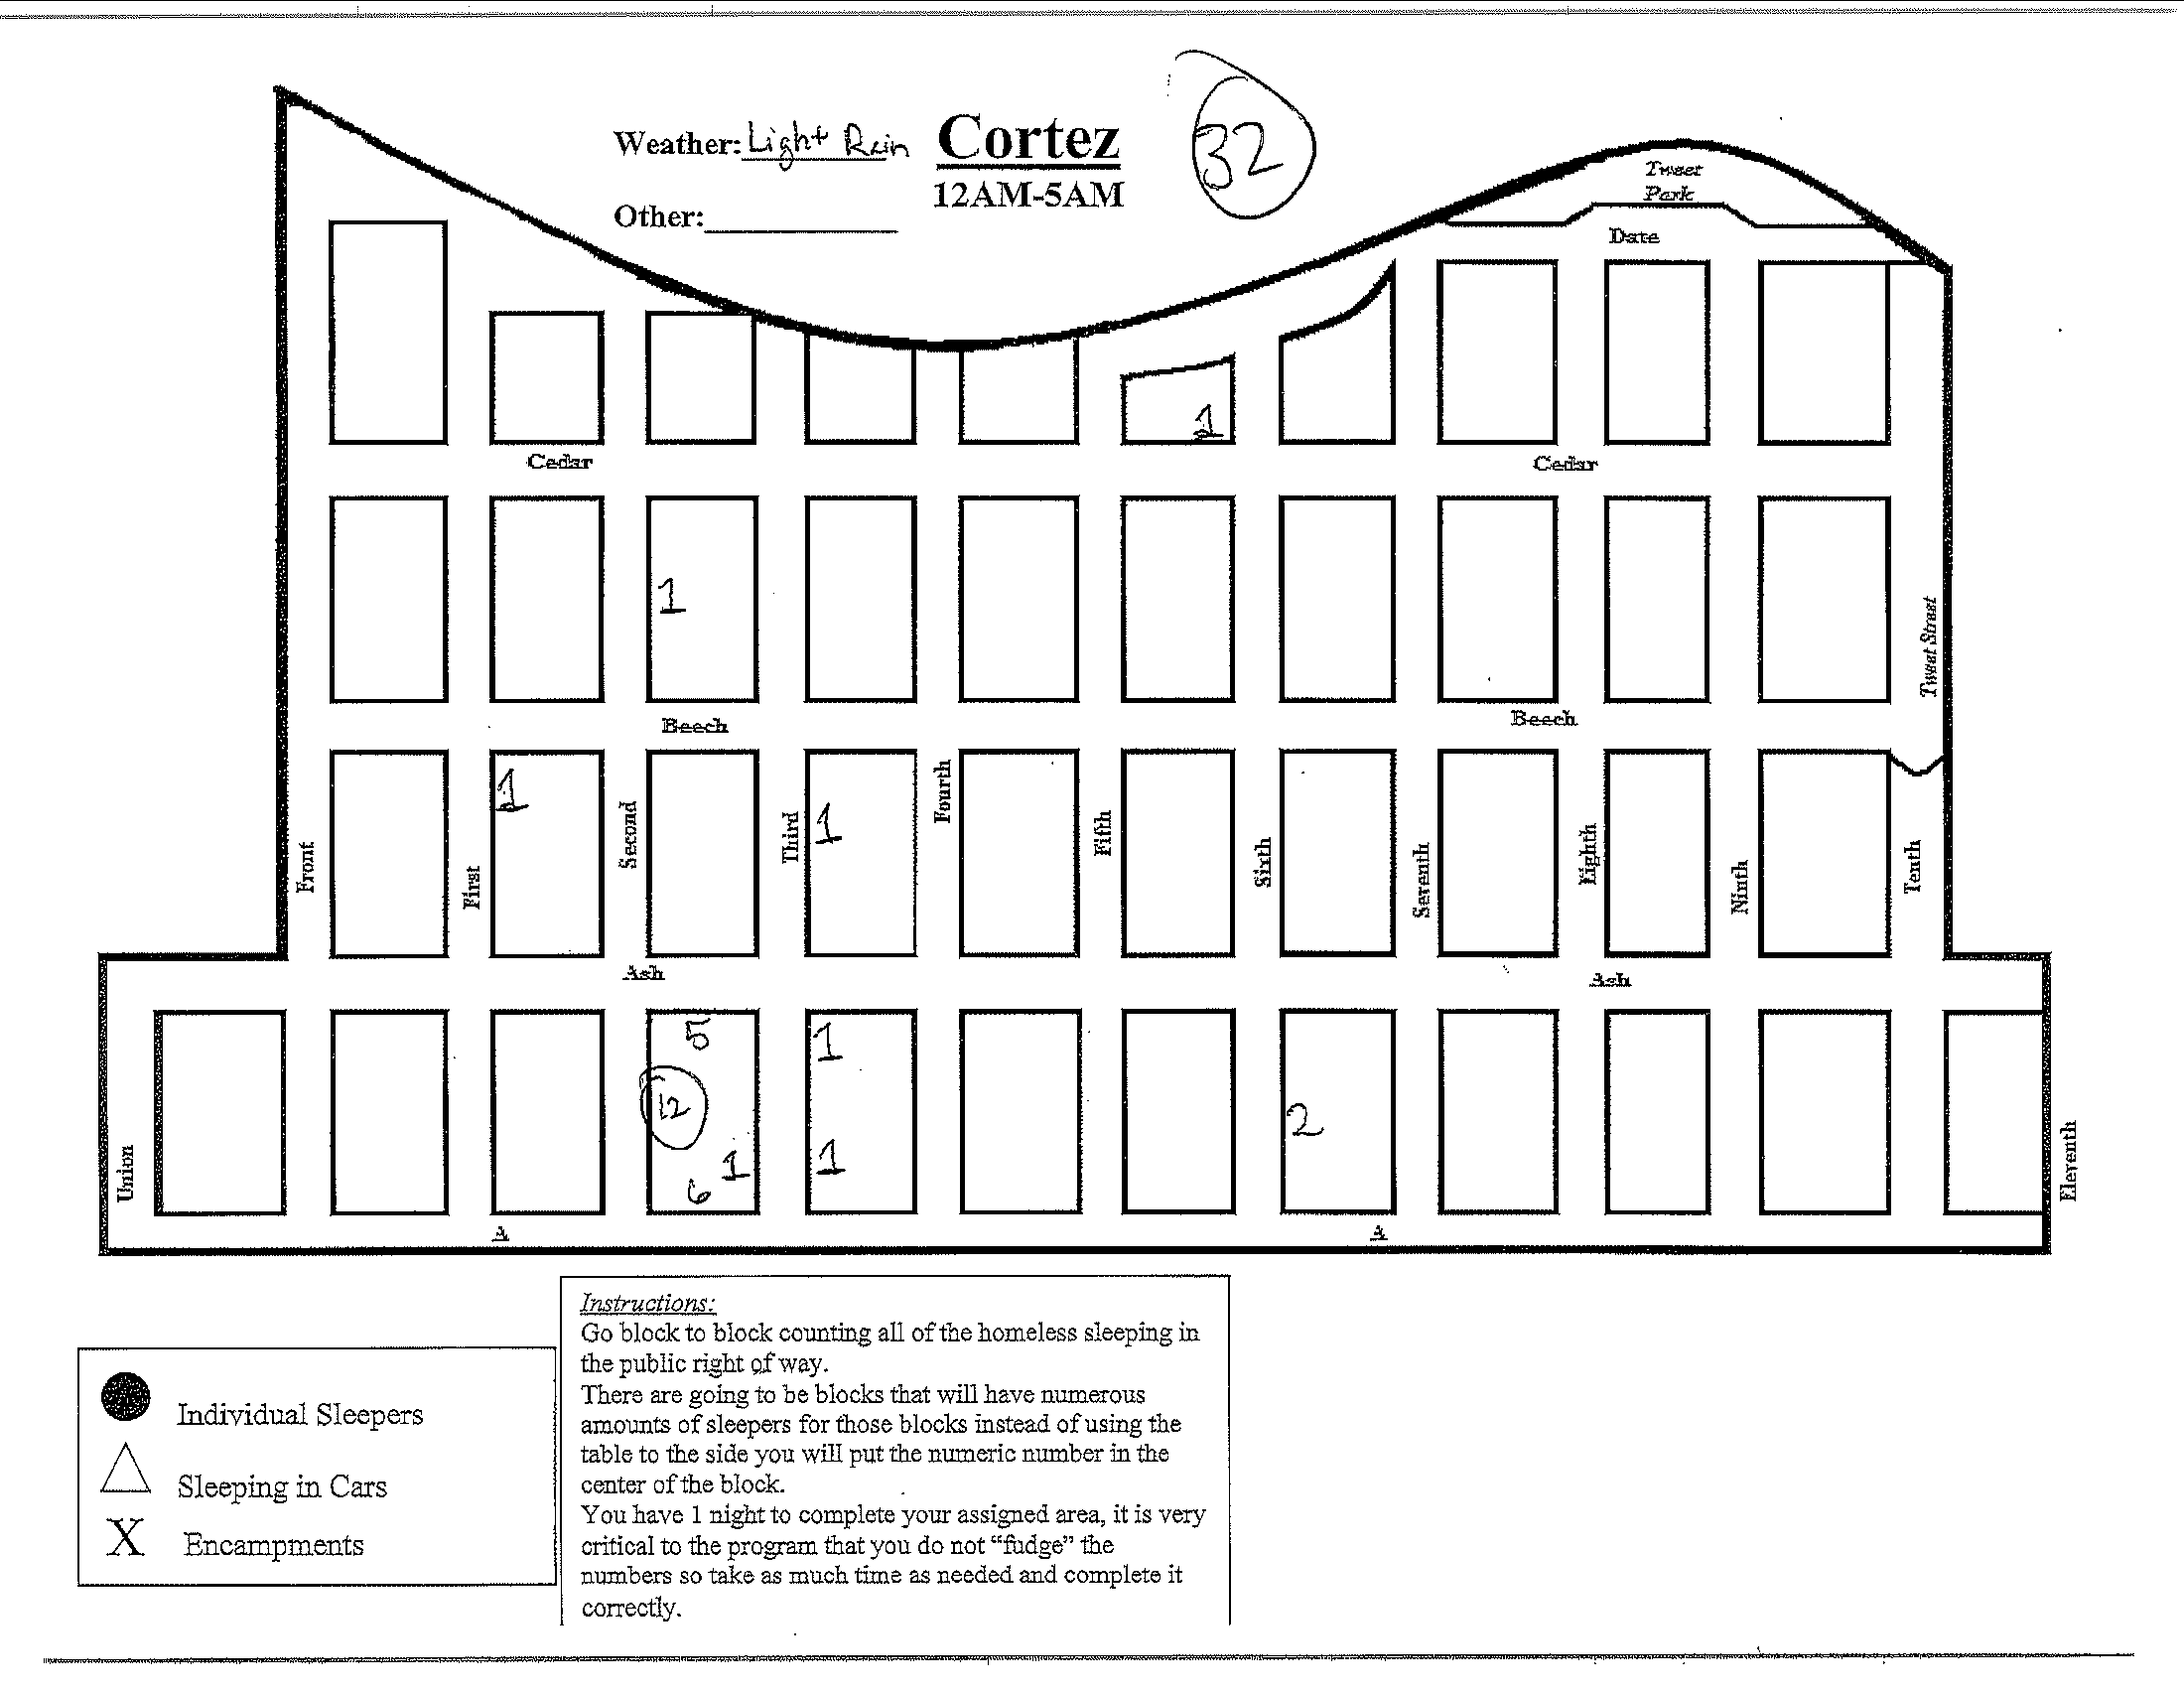 Weather: Light Rain
Cortez
32
12AM-5AM
Other:
Tweet
Park
Date
1
Cedar
Cedar
1
Tweet Street
Beech
Beech
1
1
Front
First
Second
Third
Fourth
Fifth
Sixth
Seventh
Eighth
Ninth
Tenth
Ash
Ash
5
1
12
2
1
1
6
Union
Eleventh
A
A
Instructions:
Go block to block counting all of the homeless sleeping in
the public right of way.
There are going to be blocks that will have numerous
amounts of sleepers for those blocks instead of using the
table to the side you will put the numeric number in the
center of the block.
You have 1 night to complete your assigned area, it is very
critical to the program that you do not “fudge” the
numbers so take as much time as needed and complete it
correctly.
Individual Sleepers
Sleeping in Cars
X Encampments